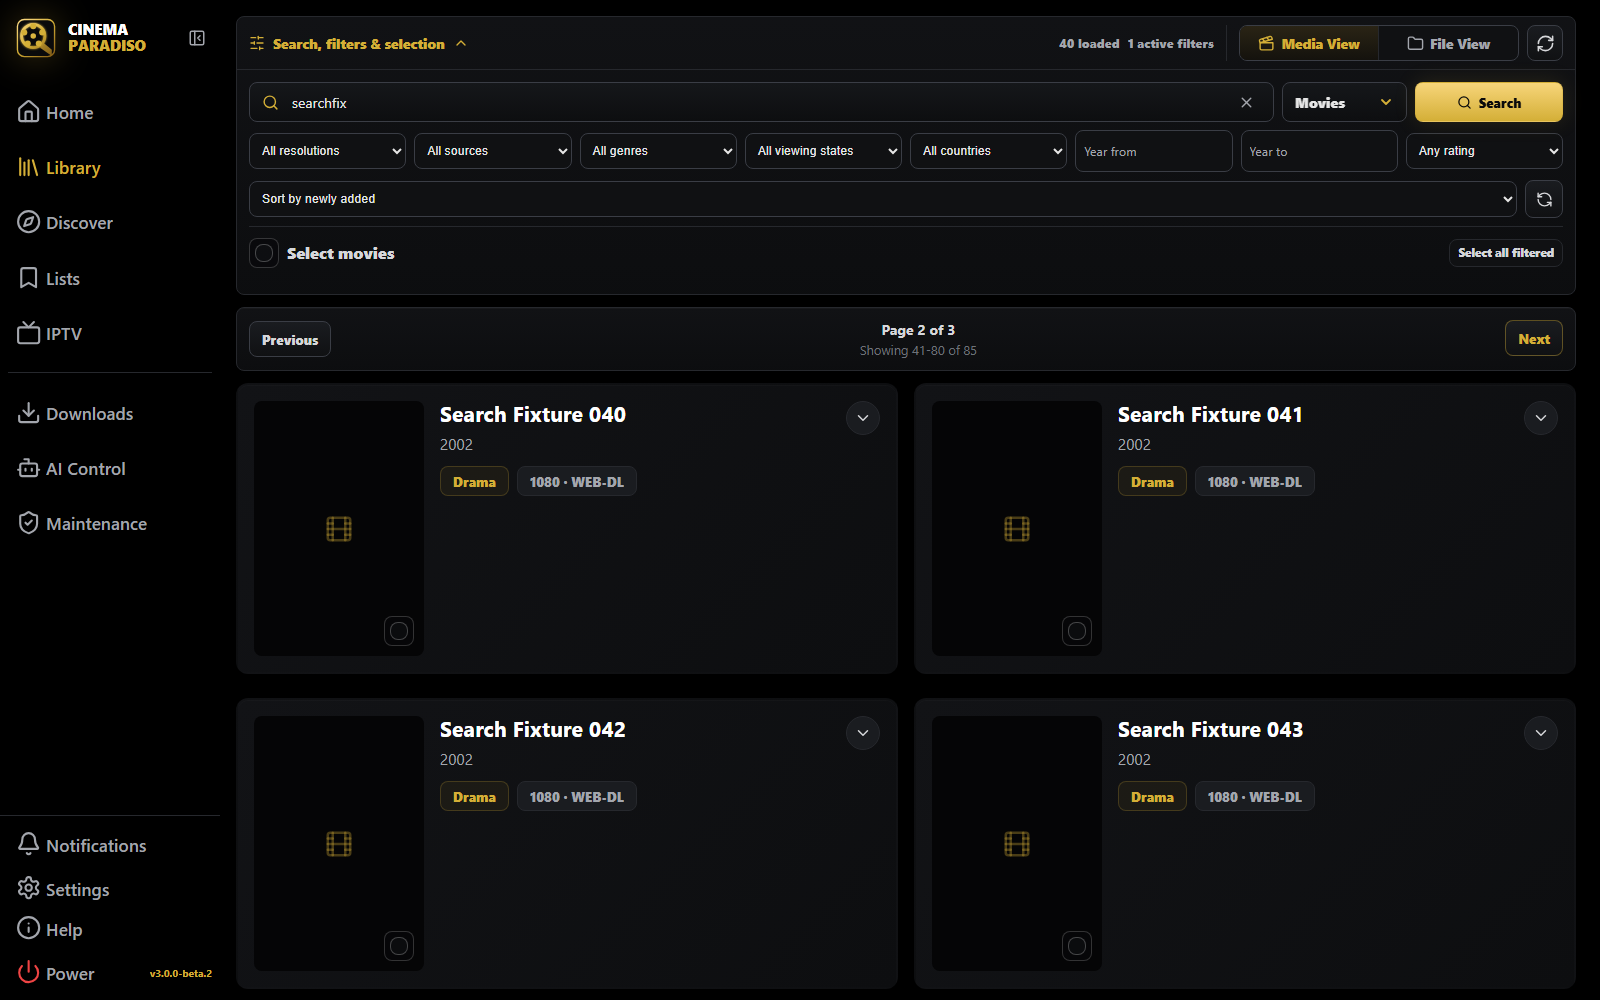 CINEMA
PARADISO
Home
Library
Discover
Lists
IPTV
Downloads
AI Control
Maintenance
Notifications
Settings
Help
Power
v3.0.0-beta.2
Search, filters & selection
40 loaded 1 active filters
Media View
File View
searchfix
Movies
Search
All resolutions
All sources
All genres
All viewing states
All countries
Year from
Year to
Any rating
Sort by newly added
Select movies
Select all filtered
Previous
Page 2 of 3
Showing 41-80 of 85
Next
Search Fixture 040
2002
Drama
1080 · WEB-DL
Search Fixture 041
2002
Drama
1080 · WEB-DL
Search Fixture 042
2002
Drama
1080 · WEB-DL
Search Fixture 043
2002
Drama
1080 · WEB-DL